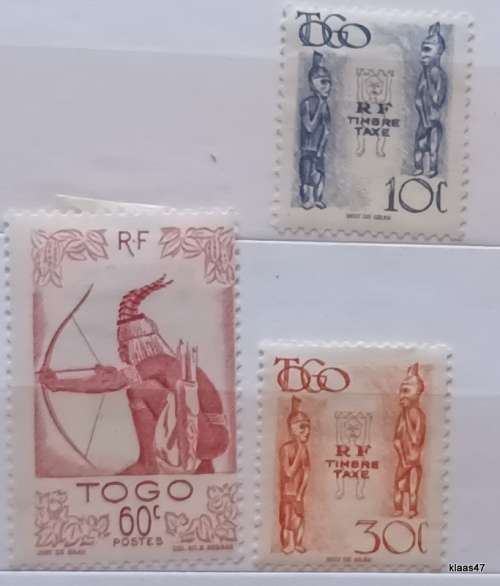 TOGO
RF
TIMBRE
TAXE
10C
R·F
TOGO
60c
POSTES
TOGO
RF
TIMBRE
TAXE
30C
klaas47